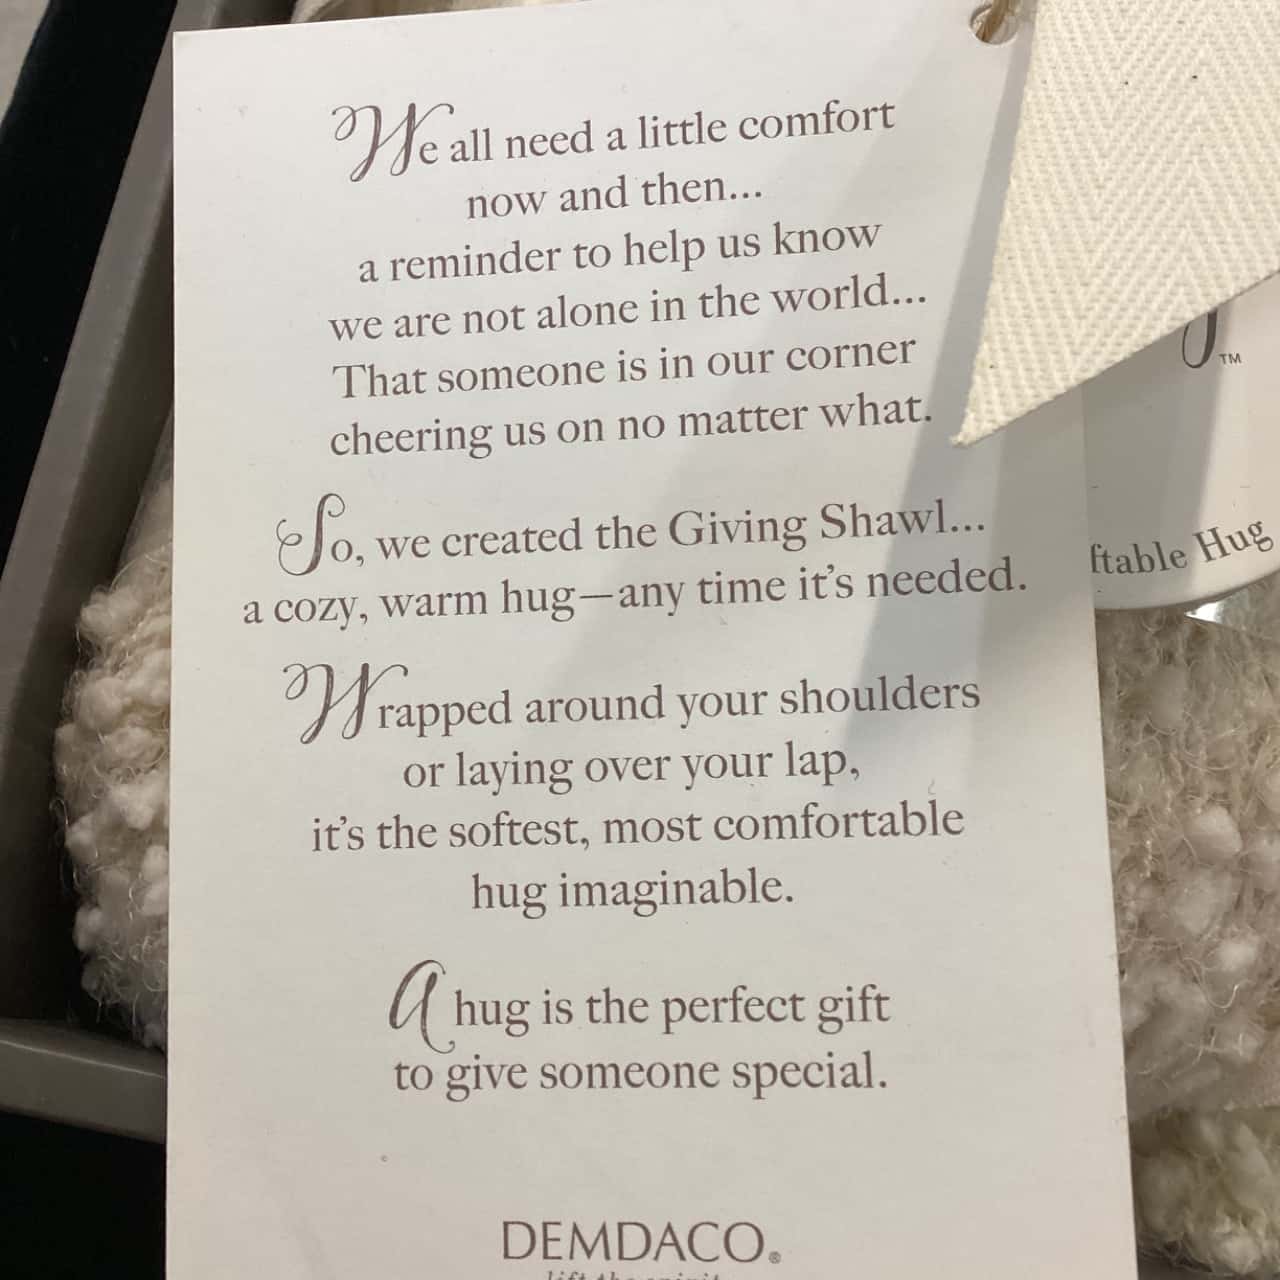 We all need a little comfort
now and then...
a reminder to help us know
we are not alone in the world...
That someone is in our corner
cheering us on no matter what.
So, we created the Giving Shawl...
a cozy, warm hug—any time it's needed.
Wrapped around your shoulders
or laying over your lap,
it's the softest, most comfortable
hug imaginable.
A hug is the perfect gift
to give someone special.
DEMDACO®
lift the spirit
TM
ftable Hug